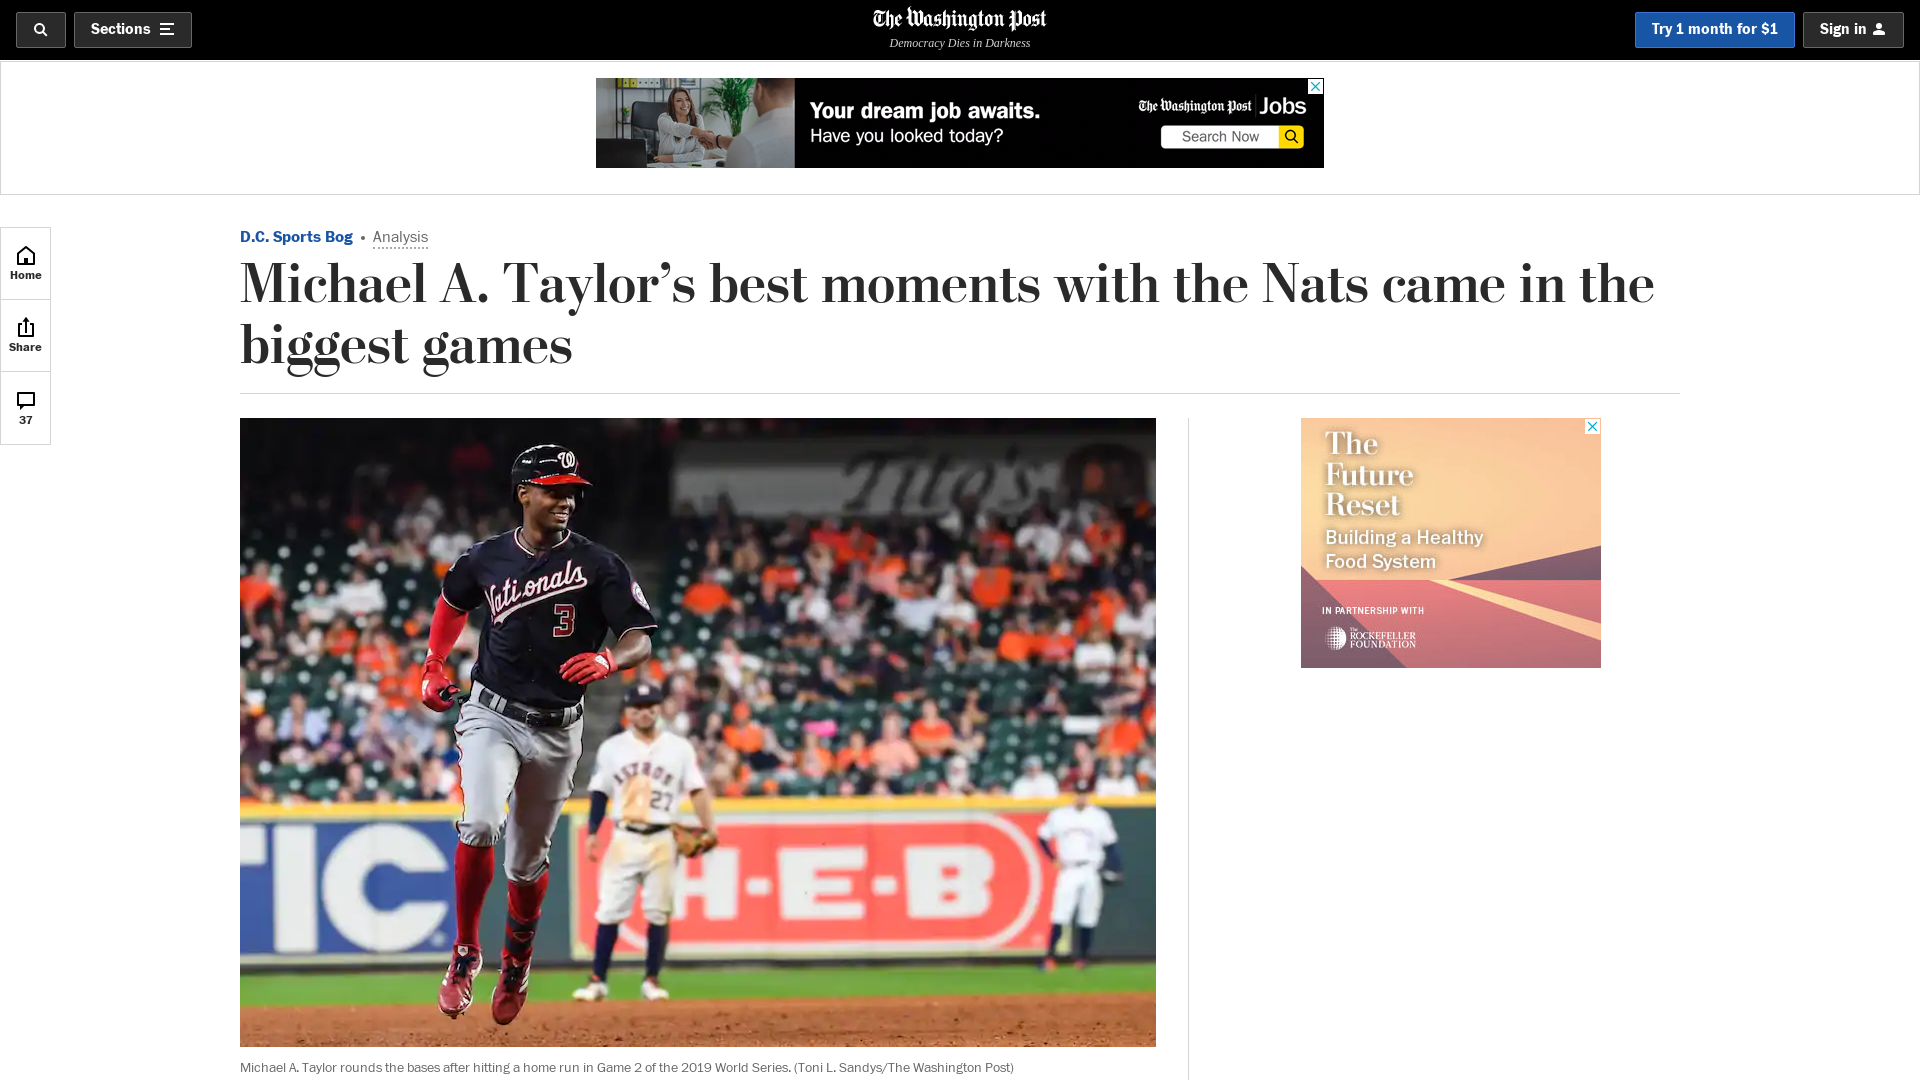 Sections
The Washington Post
Democracy Dies in Darkness
Try 1 month for $1
Sign in
Your dream job awaits.
Have you looked today?
The Washington Post Jobs
Search Now
Home
Share
37
D.C. Sports Bog • Analysis
Michael A. Taylor’s best moments with the Nats came in the
biggest games
Tito's
W
Nationals
3
ASTROS
27
TIC
H-E-B
The
Future
Reset
Building a Healthy
Food System
IN PARTNERSHIP WITH
The
ROCKEFELLER
FOUNDATION
Michael A. Taylor rounds the bases after hitting a home run in Game 2 of the 2019 World Series. (Toni L. Sandys/The Washington Post)